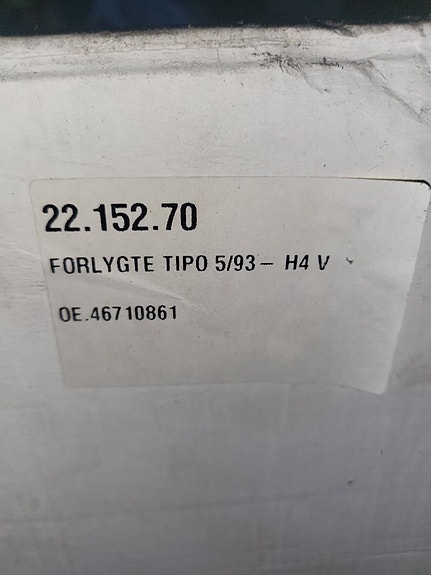 22.152.70
FORLYGTE TIPO 5/93- H4 V
OE.46710861